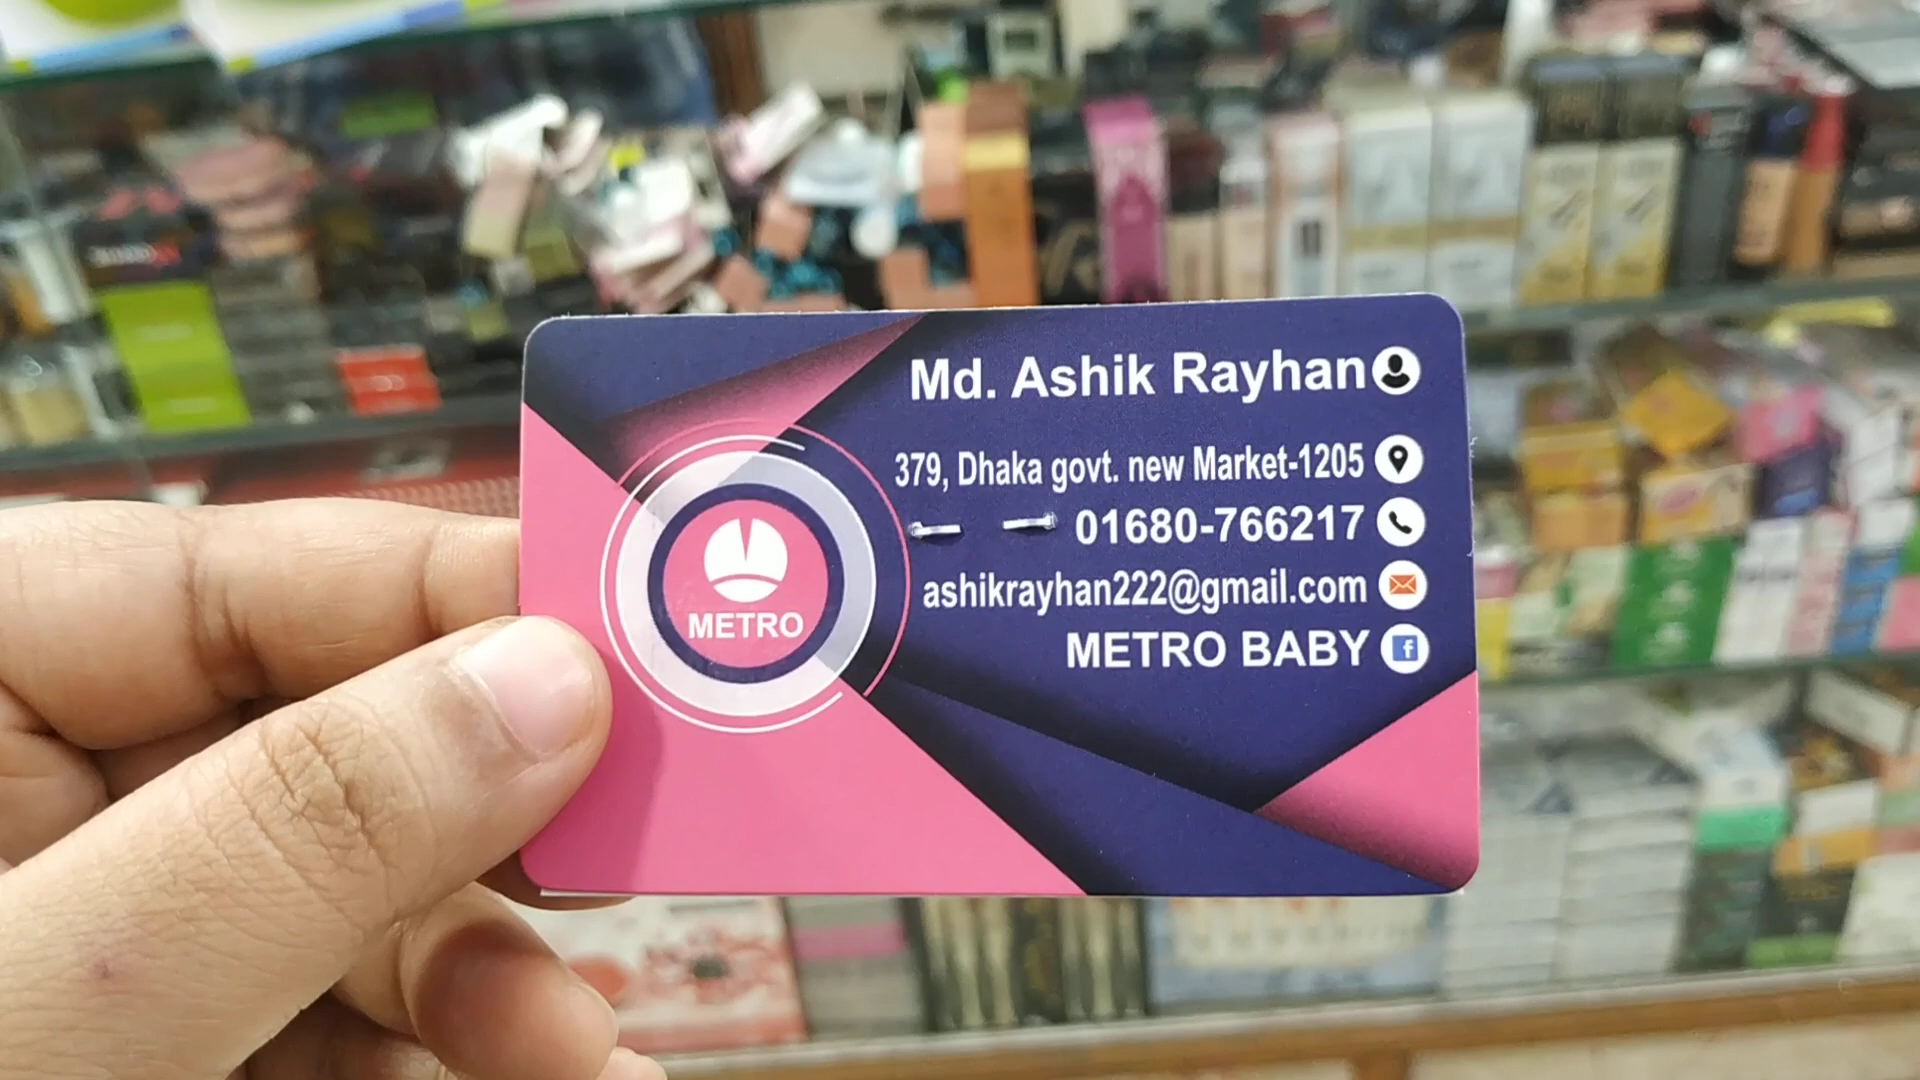 Md. Ashik Rayhan
379, Dhaka govt. new Market-1205
01680-766217
ashikrayhan222@gmail.com
METRO BABY
METRO